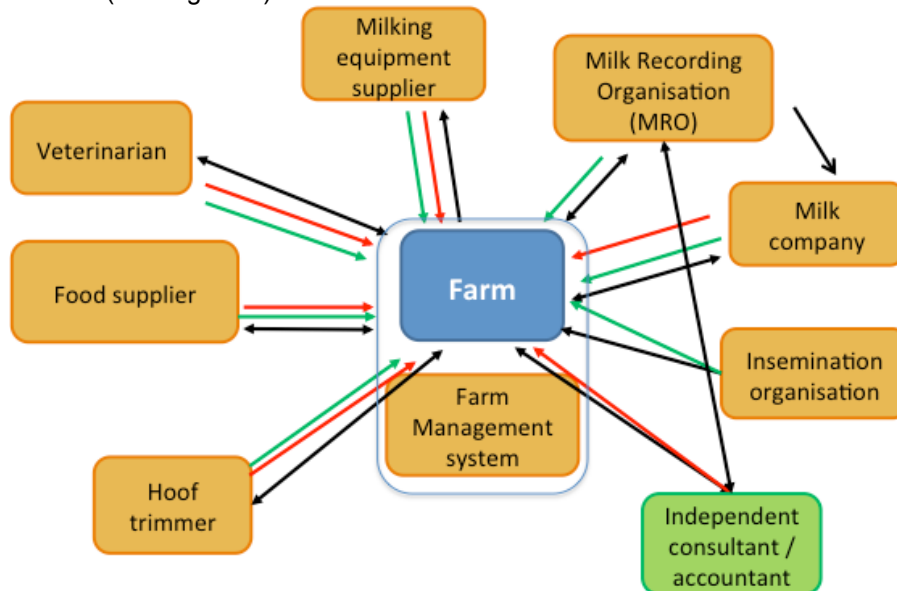 Milking
equipment
supplier
Milk Recording
Organisation
(MRO)
Veterinarian
Milk
company
Food supplier
Farm
Insemination
organisation
Farm
Management
system
Hoof
trimmer
Independent
consultant /
accountant